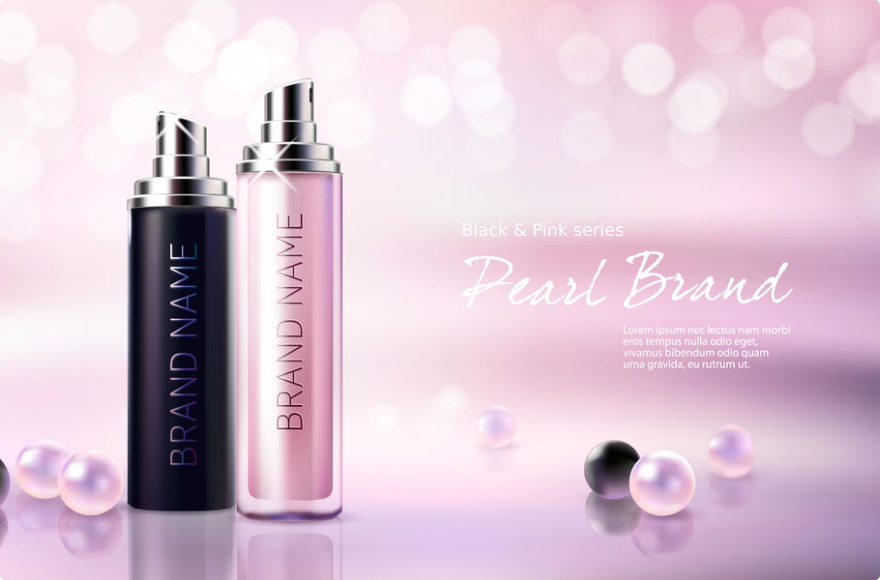 BRAND NAME
BRAND NAME
Black & Pink series
Pearl Brand
Lorem ipsum nec lectus nam morbi
eros tempus nulla odio eget,
vivamus bibendum odio quam
urna gravida, eu rutrum ut.